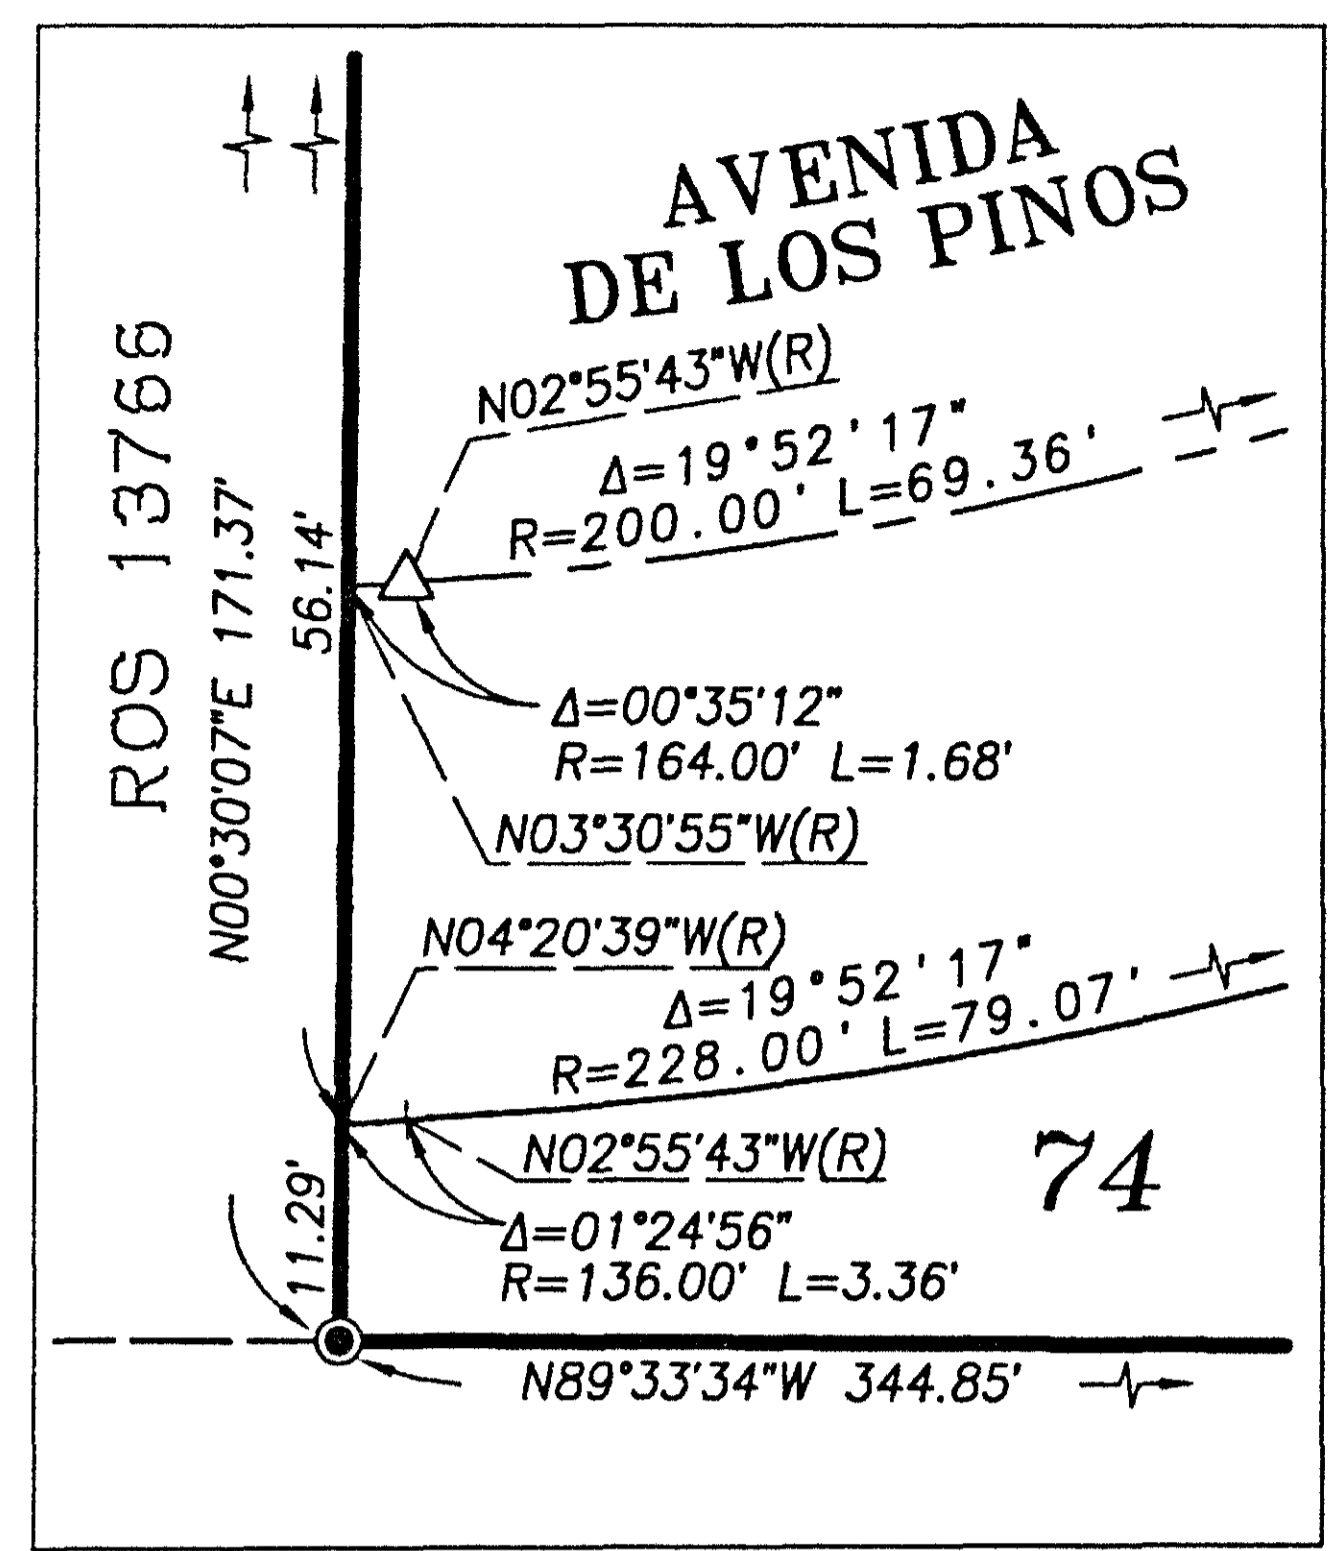 AVENIDA
DE LOS PINOS
N02°55'43"W(R)
Δ=19°52'17"
R=200.00' L=69.36'
ROS 13766
N00°30'07"E 171.37'
56.14'
Δ=00°35'12"
R=164.00' L=1.68'
N03°30'55"W(R)
N04°20'39"W(R)
Δ=19°52'17"
R=228.00' L=79.07'
N02°55'43"W(R)
74
11.29'
Δ=01°24'56"
R=136.00' L=3.36'
N89°33'34"W 344.85'